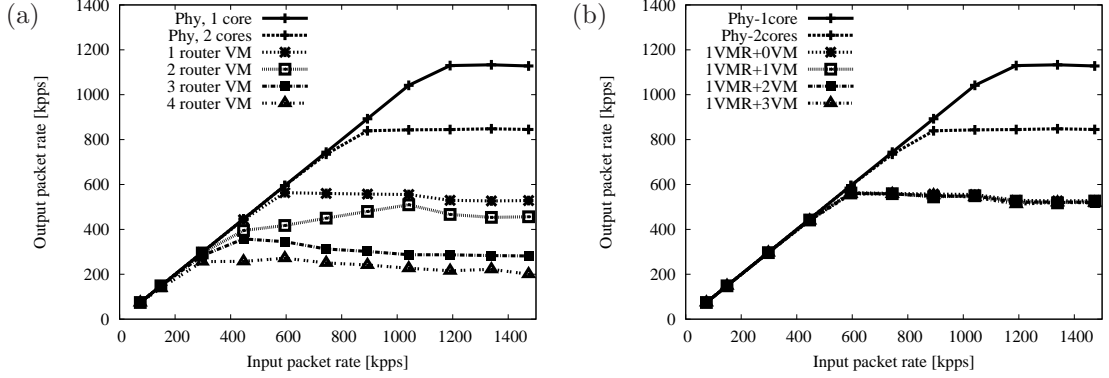 (a)
Output packet rate [kpps]
1400
1200
1000
800
600
400
200
0
Phy, 1 core
Phy, 2 cores
1 router VM
2 router VM
3 router VM
4 router VM
0 200 400 600 800 1000 1200 1400
Input packet rate [kpps]
(b)
Output packet rate [kpps]
1400
1200
1000
800
600
400
200
0
Phy-1core
Phy-2cores
1VMR+0VM
1VMR+1VM
1VMR+2VM
1VMR+3VM
0 200 400 600 800 1000 1200 1400
Input packet rate [kpps]